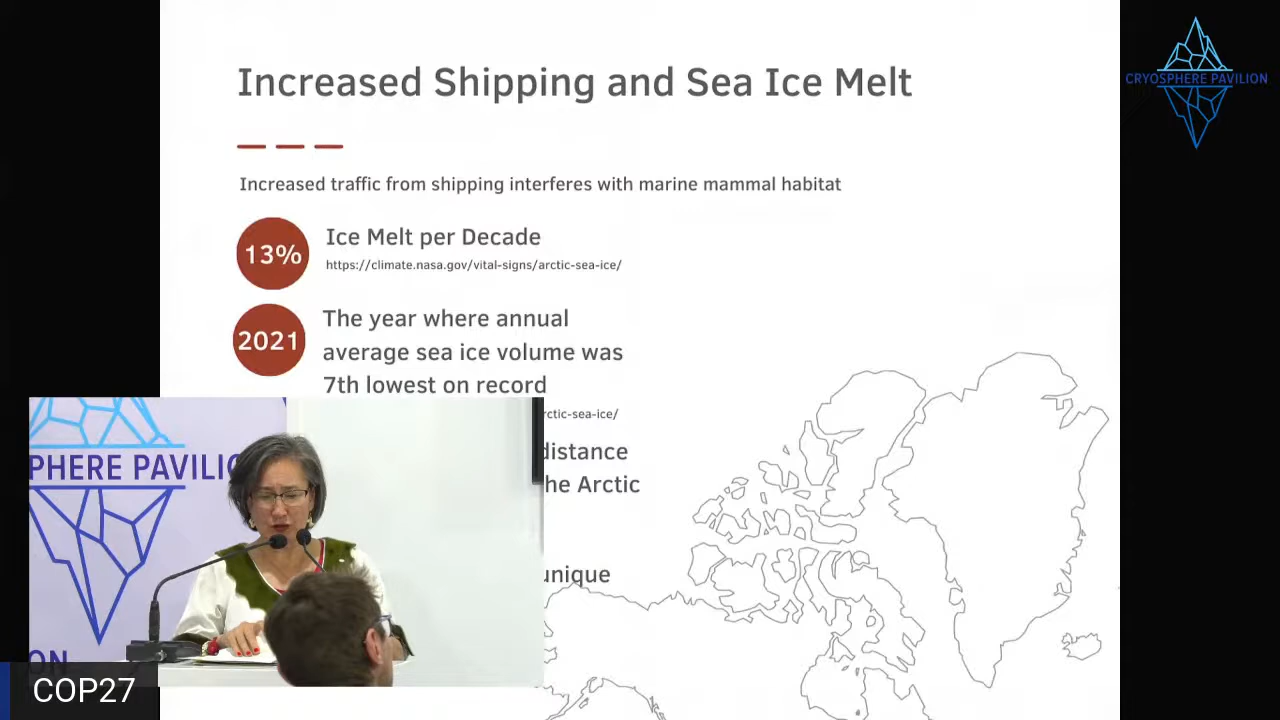 Increased Shipping and Sea Ice Melt
CRYOSPHERE PAVILION
Increased traffic from shipping interferes with marine mammal habitat
13%
Ice Melt per Decade
https://climate.nasa.gov/vital-signs/arctic-sea-ice/
2021
The year where annual
average sea ice volume was
7th lowest on record
rctic-sea-ice/
distance
he Arctic
unique
PHERE PAVILIO
ON
COP27